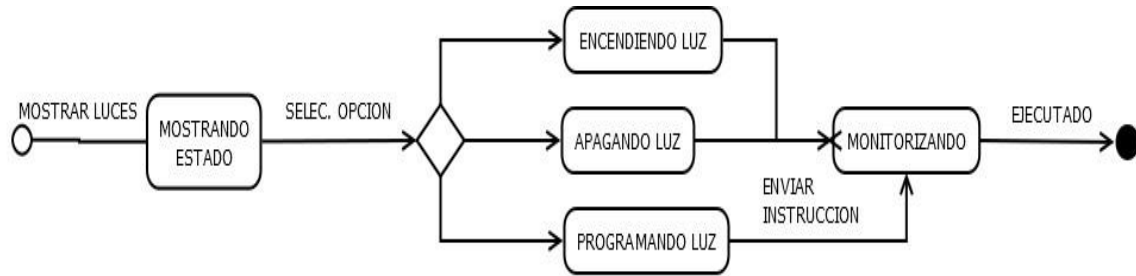 MOSTRAR LUCES
MOSTRANDO
ESTADO
SELEC. OPCION
ENCENDIENDO LUZ
APAGANDO LUZ
PROGRAMANDO LUZ
ENVIAR
INSTRUCCION
MONITORIZANDO
EJECUTADO